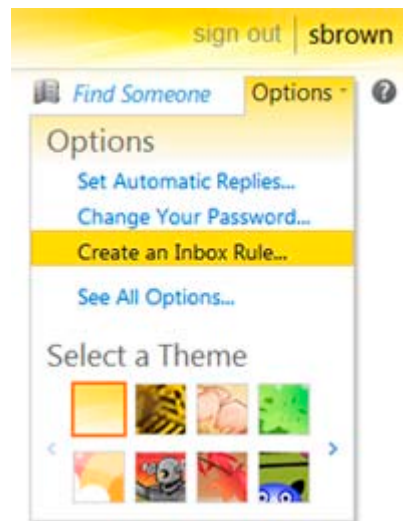 sign out | sbrown
Find Someone Options ?
Options
Set Automatic Replies...
Change Your Password...
Create an Inbox Rule...
See All Options...
Select a Theme